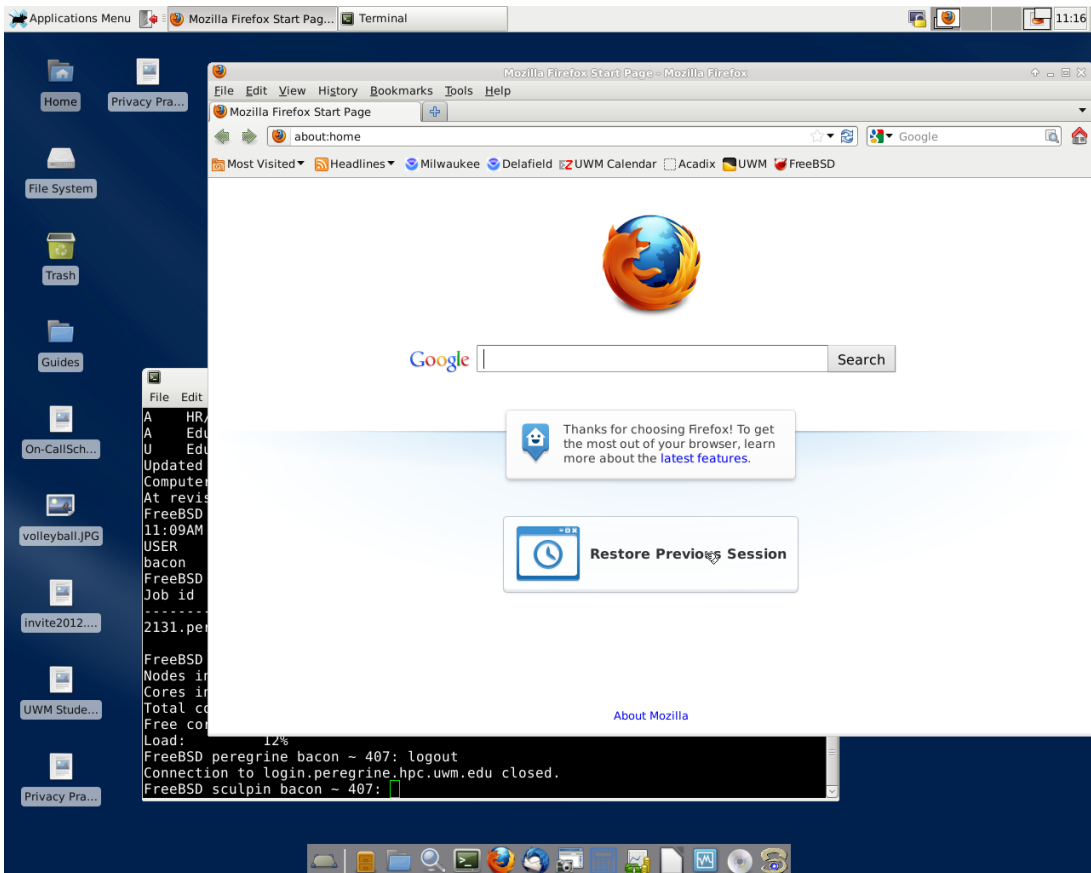 Applications Menu
Mozilla Firefox Start Pag...
Terminal
11:16
Home
Privacy Pra...
File System
Trash
Guides
On-CallSch...
volleyball.JPG
invite2012....
UWM Stude...
Privacy Pra...
Mozilla Firefox Start Page - Mozilla Firefox
File Edit View History Bookmarks Tools Help
Mozilla Firefox Start Page
about:home
Google
Most Visited Headlines Milwaukee Delafield UWM Calendar Acadix UWM FreeBSD
Google
Search
Thanks for choosing Firefox! To get
the most out of your browser, learn
more about the latest features.
Restore Previous Session
About Mozilla
File Edit
A HR/
A Edu
U Edu
Updated
Computer
At revis
FreeBSD
11:09AM
USER
bacon
FreeBSD
Job id
--------
2131.per
FreeBSD
Nodes in
Cores in
Total co
Free cor
Load: 12%
FreeBSD peregrine bacon ~ 407: logout
Connection to login.peregrine.hpc.uwm.edu closed.
FreeBSD sculpin bacon ~ 407: